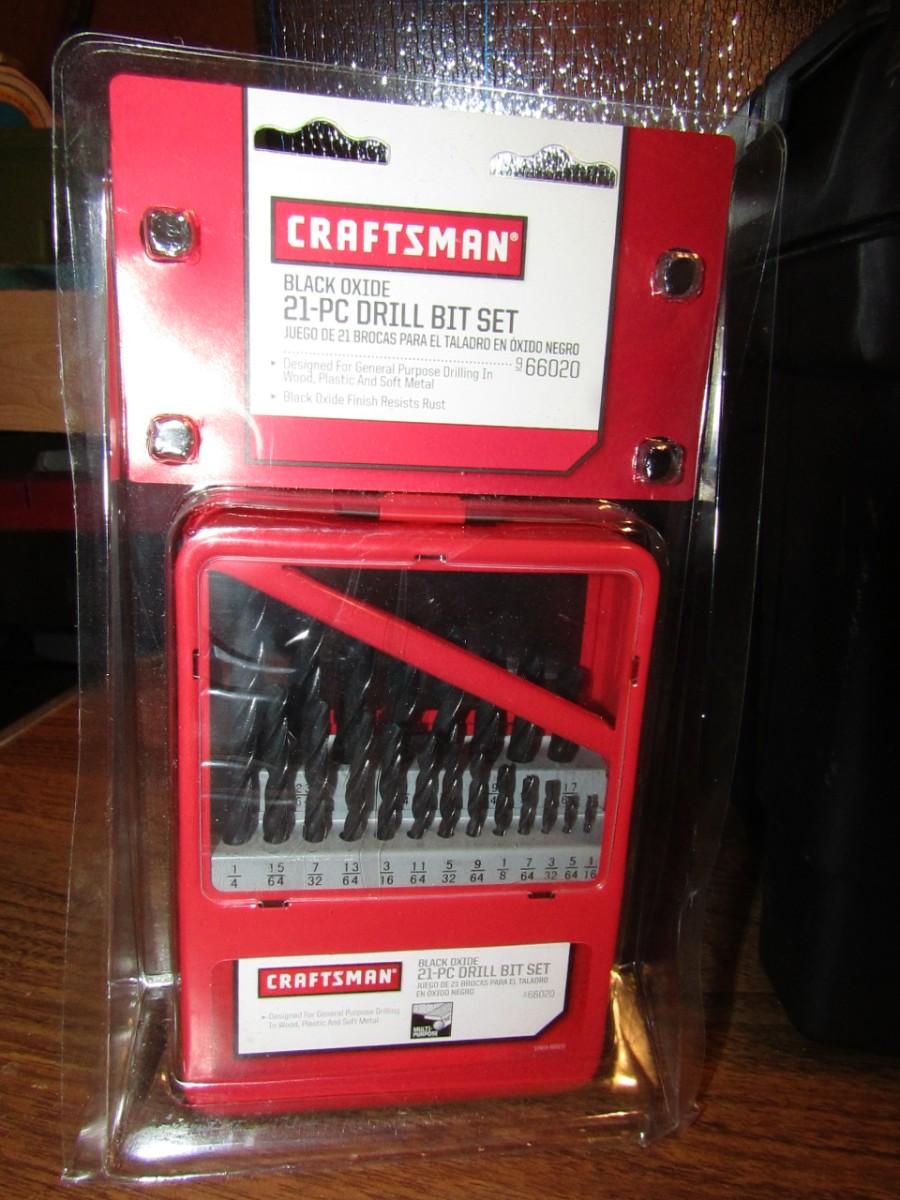 CRAFTSMAN®
BLACK OXIDE
21-PC DRILL BIT SET
JUEGO DE 21 BROCAS PARA EL TALADRO EN ÓXIDO NEGRO
9 66020
▸ Designed For General Purpose Drilling In
Wood, Plastic And Soft Metal
▸ Black Oxide Finish Resists Rust
1/4 15/64 7/32 13/64 3/16 11/64 5/32 9/64 1/8 7/64 3/32 5/64 1/16
CRAFTSMAN®
BLACK OXIDE
21-PC DRILL BIT SET
JUEGO DE 21 BROCAS PARA EL TALADRO
EN ÓXIDO NEGRO
66020
▸ Designed For General Purpose Drilling
In Wood, Plastic And Soft Metal
MULTI-
PURPOSE